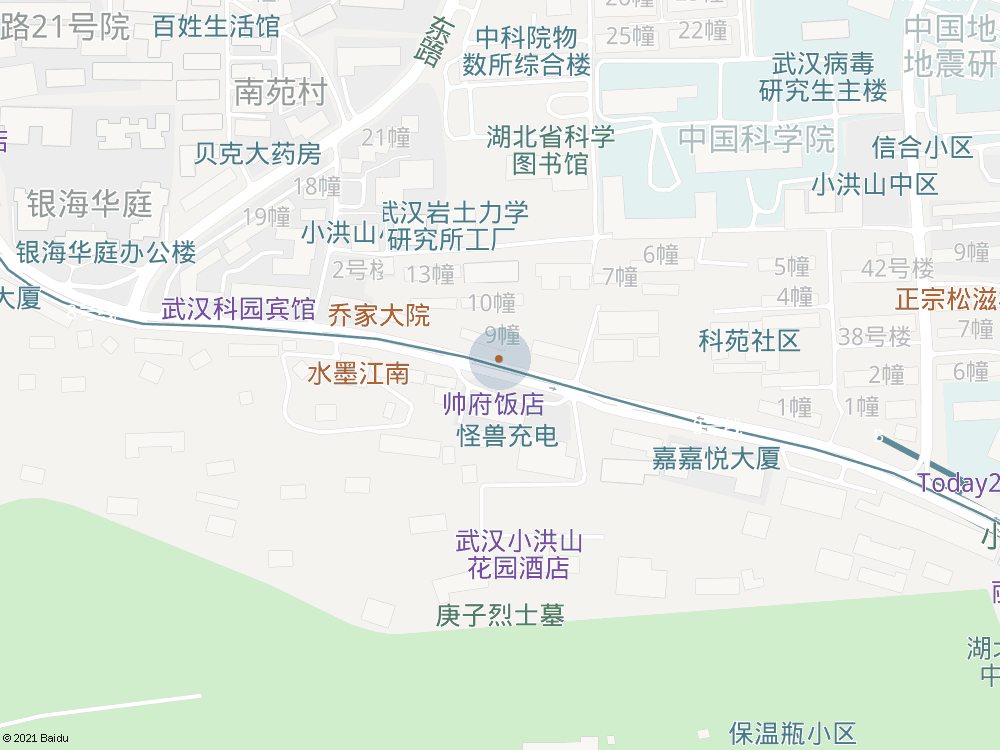 路21号院
百姓生活馆
东路
中科院物
数所综合楼
25幢
22幢
武汉病毒
研究生主楼
中国地
地震研
南苑村
21幢
贝克大药房
湖北省科学
图书馆
中国科学院
信合小区
小洪山中区
18幢
19幢
银海华庭
武汉岩土力学
研究所工厂
小洪山
银海华庭办公楼
2号楼
13幢
6幢
7幢
5幢
42号楼
9幢
大厦
武汉科园宾馆
乔家大院
10幢
4幢
正宗松滋
9幢
科苑社区
38号楼
7幢
水墨江南
2幢
6幢
帅府饭店
怪兽充电
1幢
1幢
嘉嘉悦大厦
Today2
小
武汉小洪山
花园酒店
庚子烈士墓
湖北
中
保温瓶小区
© 2021 Baidu